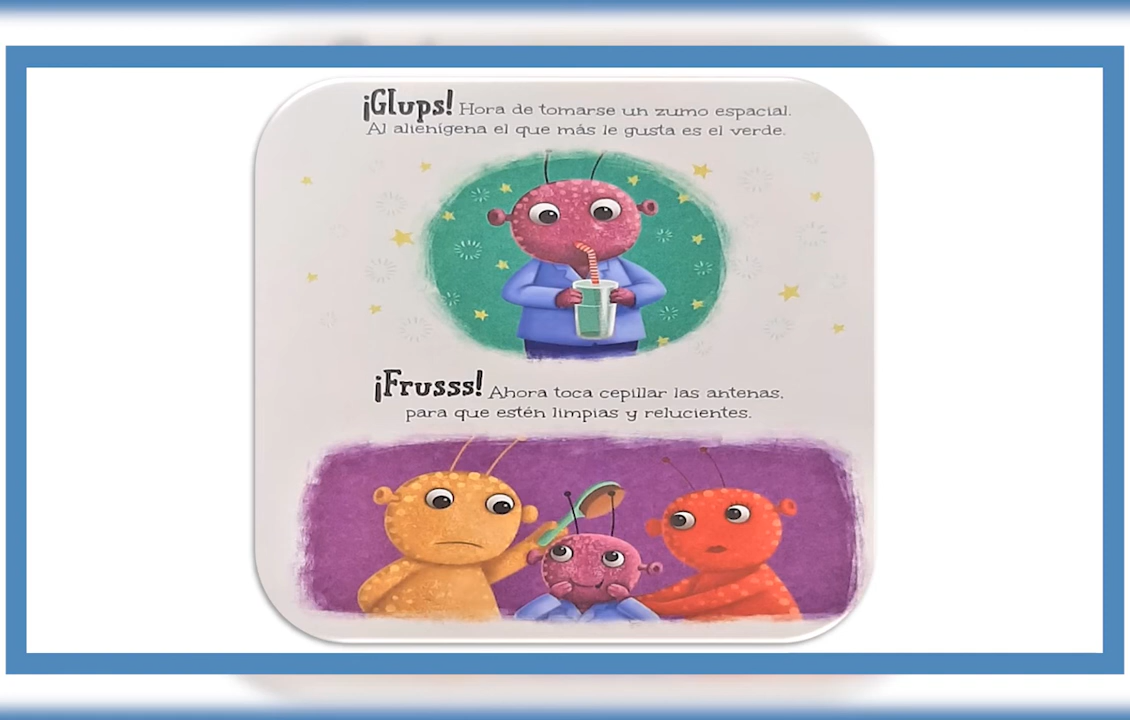 ¡Glups! Hora de tomarse un zumo espacial.
Al alienígena el que más le gusta es el verde.
¡Frusss! Ahora toca cepillar las antenas,
para que estén limpias y relucientes.